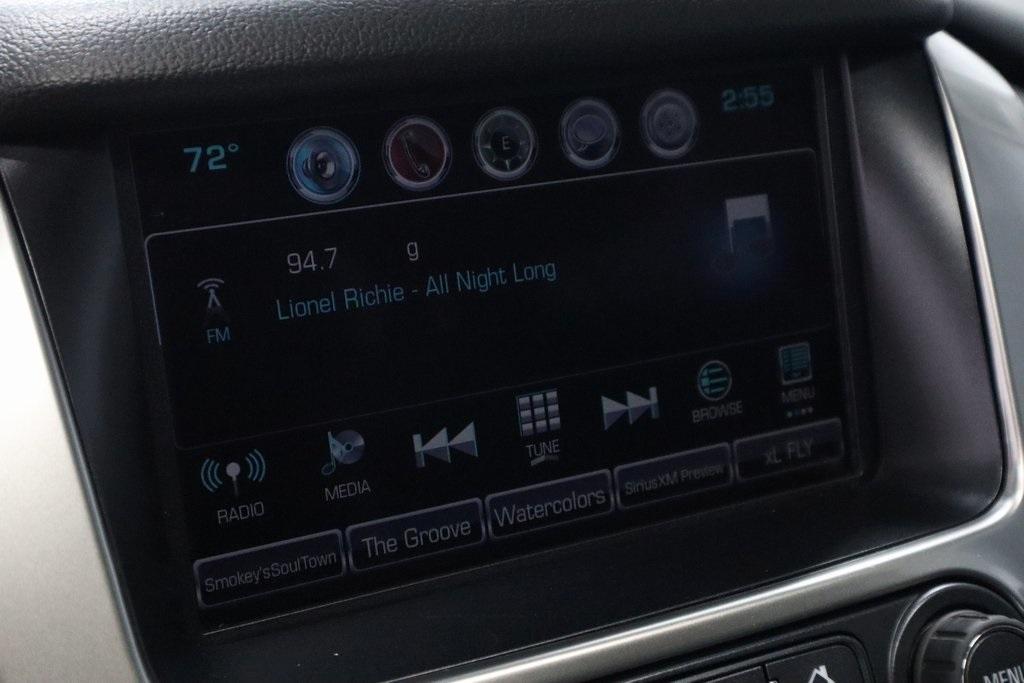 72° E 2:55
94.7 g
Lionel Richie - All Night Long
FM
RADIO MEDIA TUNE BROWSE MENU
Smokey'sSoulTown The Groove Watercolors SiriusXM Preview xL FLY
MENU